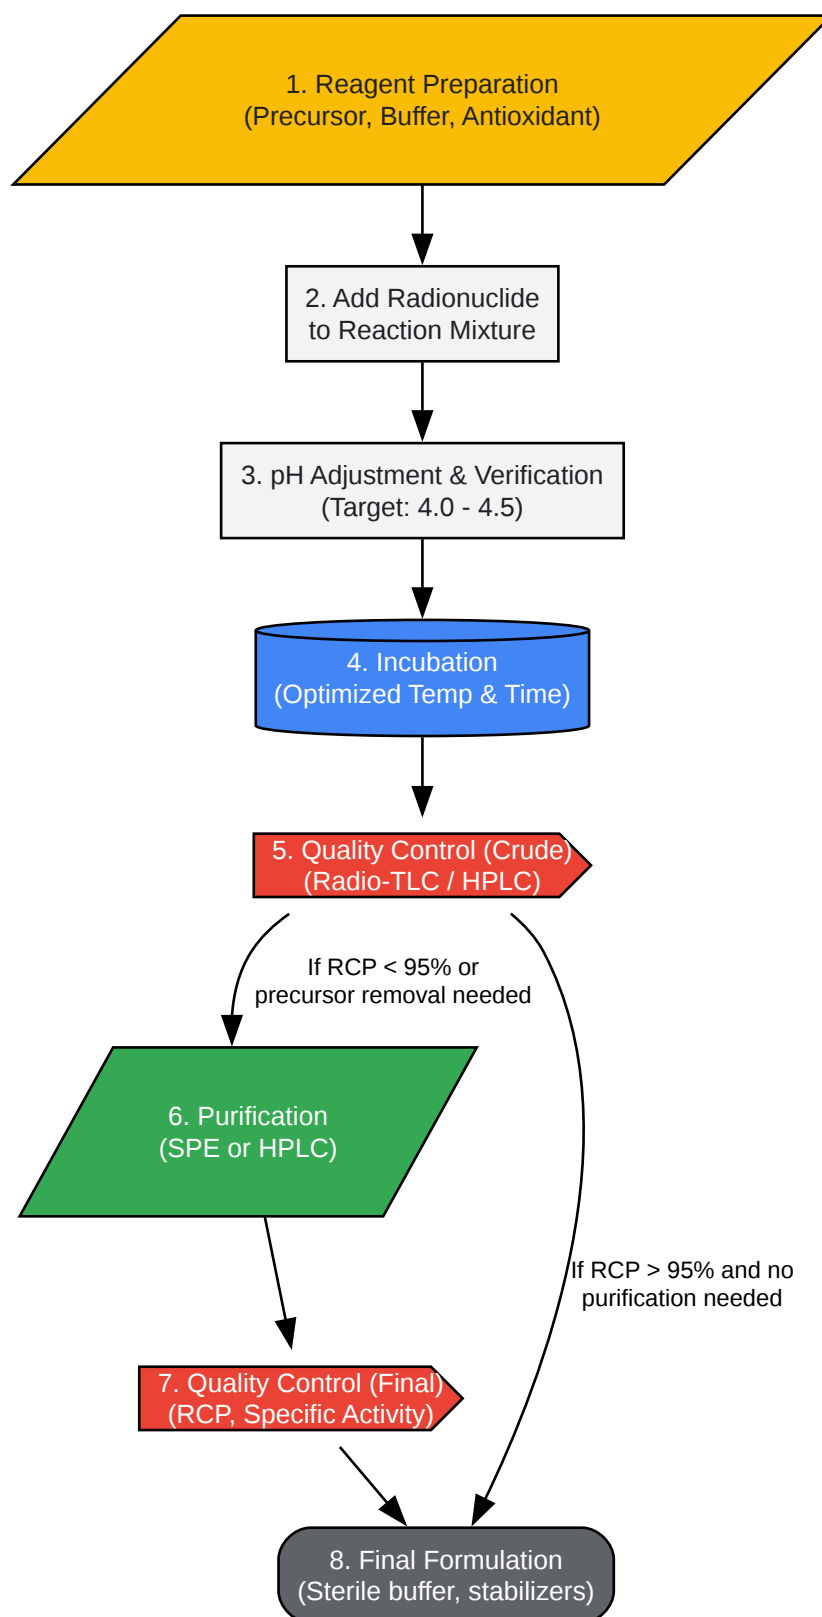 1. Reagent Preparation
(Precursor, Buffer, Antioxidant)
2. Add Radionuclide
to Reaction Mixture
3. pH Adjustment & Verification
(Target: 4.0 - 4.5)
4. Incubation
(Optimized Temp & Time)
5. Quality Control (Crude)
(Radio-TLC / HPLC)
If RCP < 95% or
precursor removal needed
6. Purification
(SPE or HPLC)
If RCP > 95% and no
purification needed
7. Quality Control (Final)
(RCP, Specific Activity)
8. Final Formulation
(Sterile buffer, stabilizers)